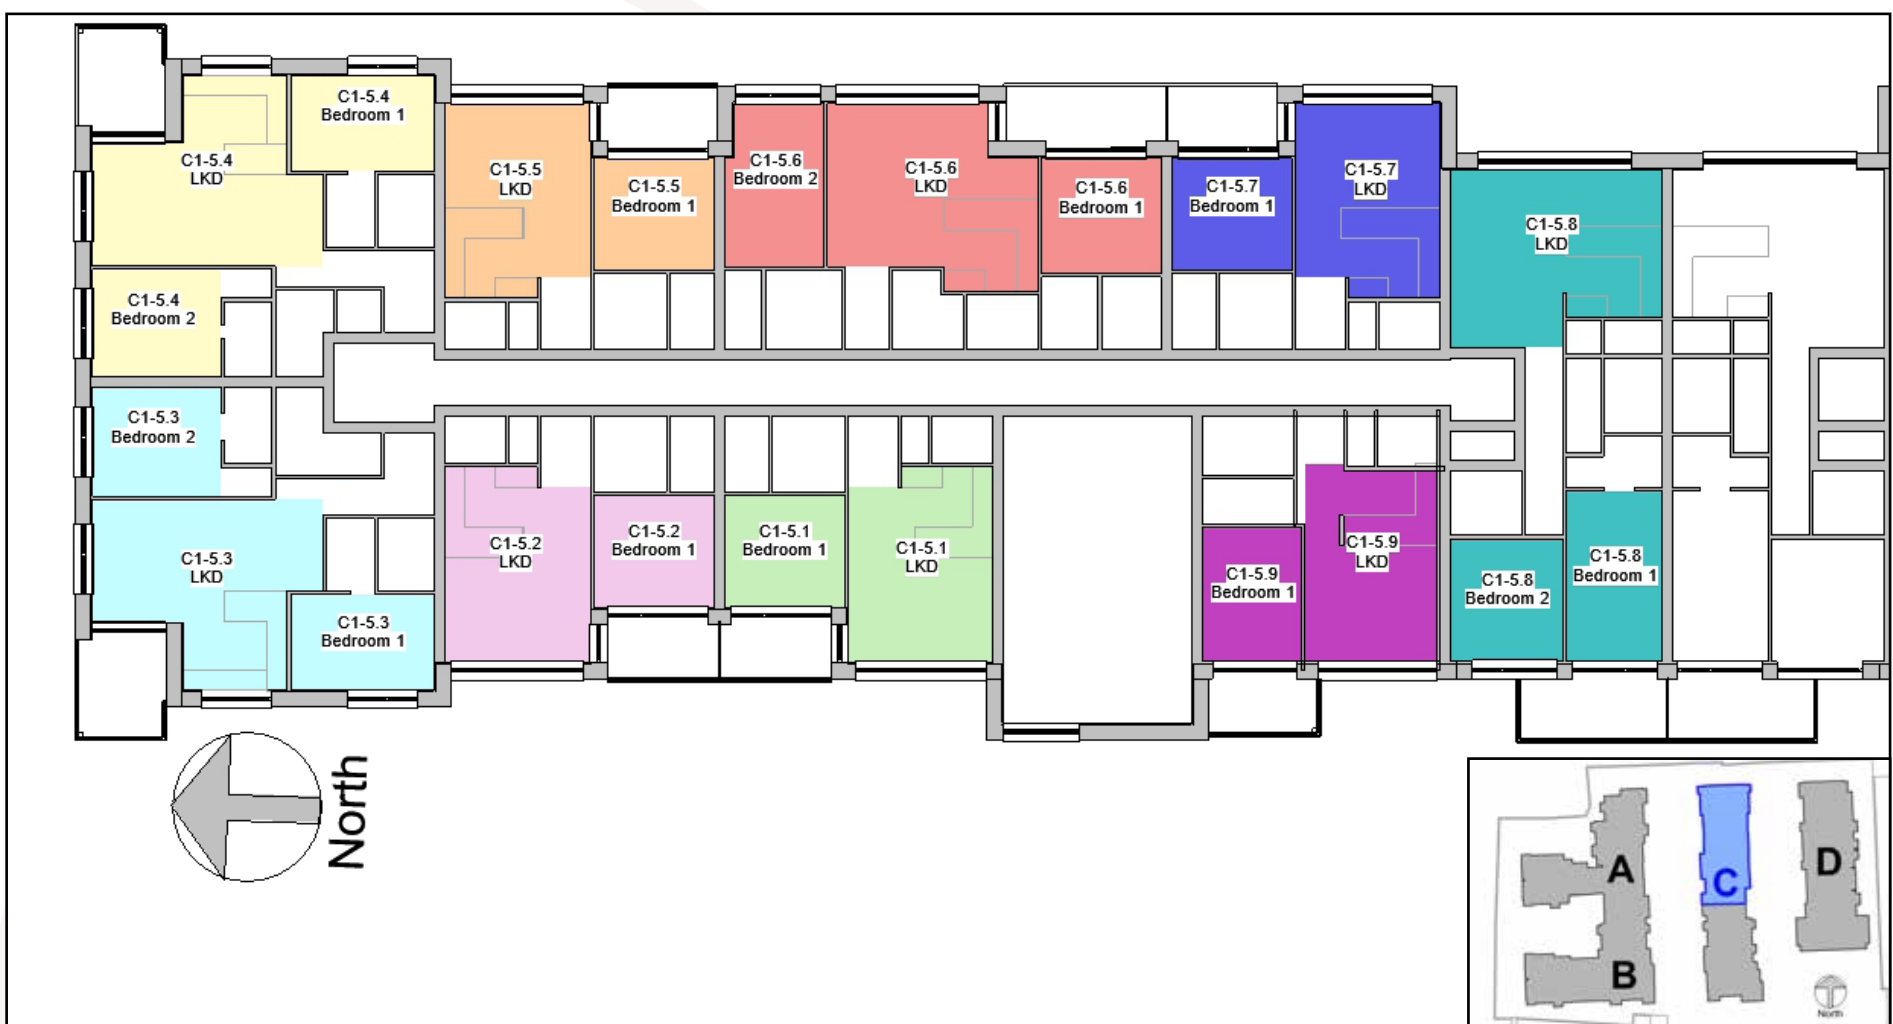 C1-5.4
Bedroom 1
C1-5.4
LKD
C1-5.4
Bedroom 2
C1-5.5
LKD
C1-5.5
Bedroom 1
C1-5.6
Bedroom 2
C1-5.6
LKD
C1-5.6
Bedroom 1
C1-5.7
Bedroom 1
C1-5.7
LKD
C1-5.8
LKD
C1-5.3
Bedroom 2
C1-5.3
LKD
C1-5.3
Bedroom 1
C1-5.2
LKD
C1-5.2
Bedroom 1
C1-5.1
Bedroom 1
C1-5.1
LKD
C1-5.9
Bedroom 1
C1-5.9
LKD
C1-5.8
Bedroom 2
C1-5.8
Bedroom 1
North
A
B
C
D
North